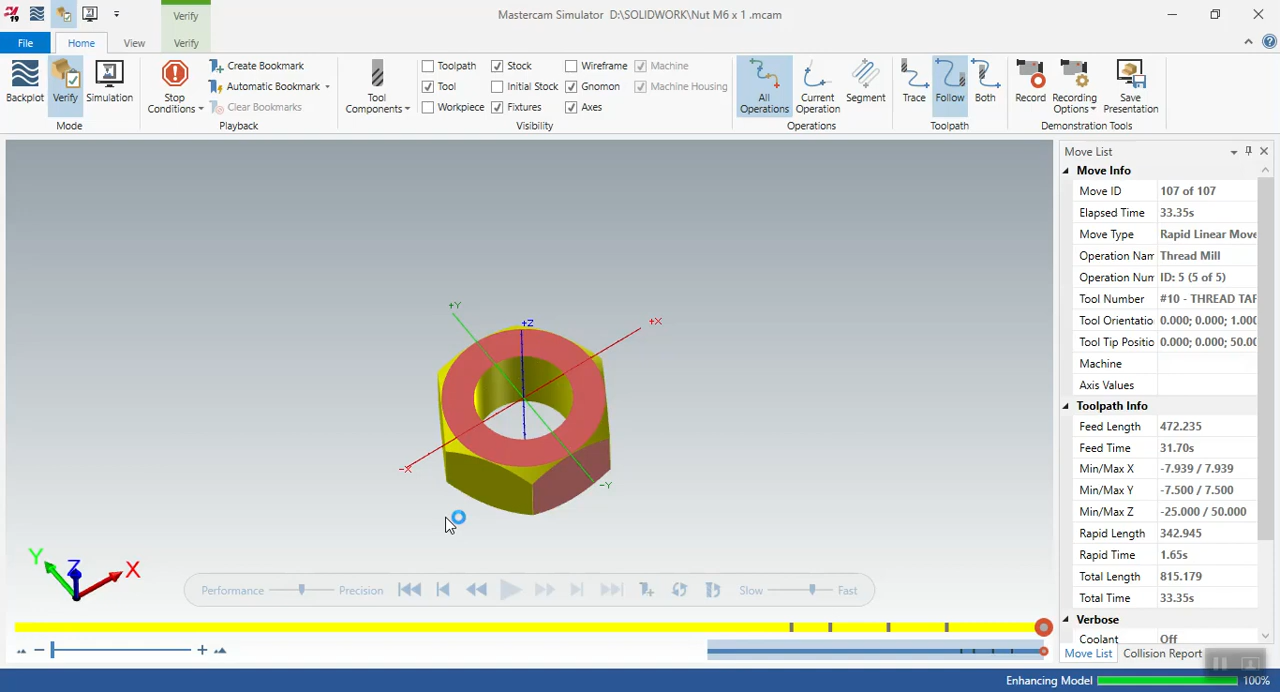 19
Verify
Mastercam Simulator  D:\SOLIDWORK\Nut M6 x 1 .mcam
File
Home
View
Verify
Backplot
Verify
Simulation
Mode
Stop Conditions
Create Bookmark
Automatic Bookmark
Clear Bookmarks
Playback
Tool Components
Toolpath
Stock
Wireframe
Machine
Tool
Initial Stock
Gnomon
Machine Housing
Workpiece
Fixtures
Axes
Visibility
All Operations
Current Operation
Segment
Operations
Trace
Follow
Both
Toolpath
Record
Recording Options
Save Presentation
Demonstration Tools
Move List
Move Info
Move ID 107 of 107
Elapsed Time 33.35s
Move Type Rapid Linear Move
Operation Nam Thread Mill
Operation Num ID: 5 (5 of 5)
Tool Number #10 - THREAD TAP
Tool Orientatio 0.000; 0.000; 1.000
Tool Tip Positio 0.000; 0.000; 50.00
Machine
Axis Values
Toolpath Info
Feed Length 472.235
Feed Time 31.70s
Min/Max X -7.939 / 7.939
Min/Max Y -7.500 / 7.500
Min/Max Z -25.000 / 50.000
Rapid Length 342.945
Rapid Time 1.65s
Total Length 815.179
Total Time 33.35s
Verbose
Coolant Off
Move List
Collision Report
+Y
+Z
+X
-X
-Y
Y
Z
X
Performance
Precision
Slow
Fast
Enhancing Model 100%